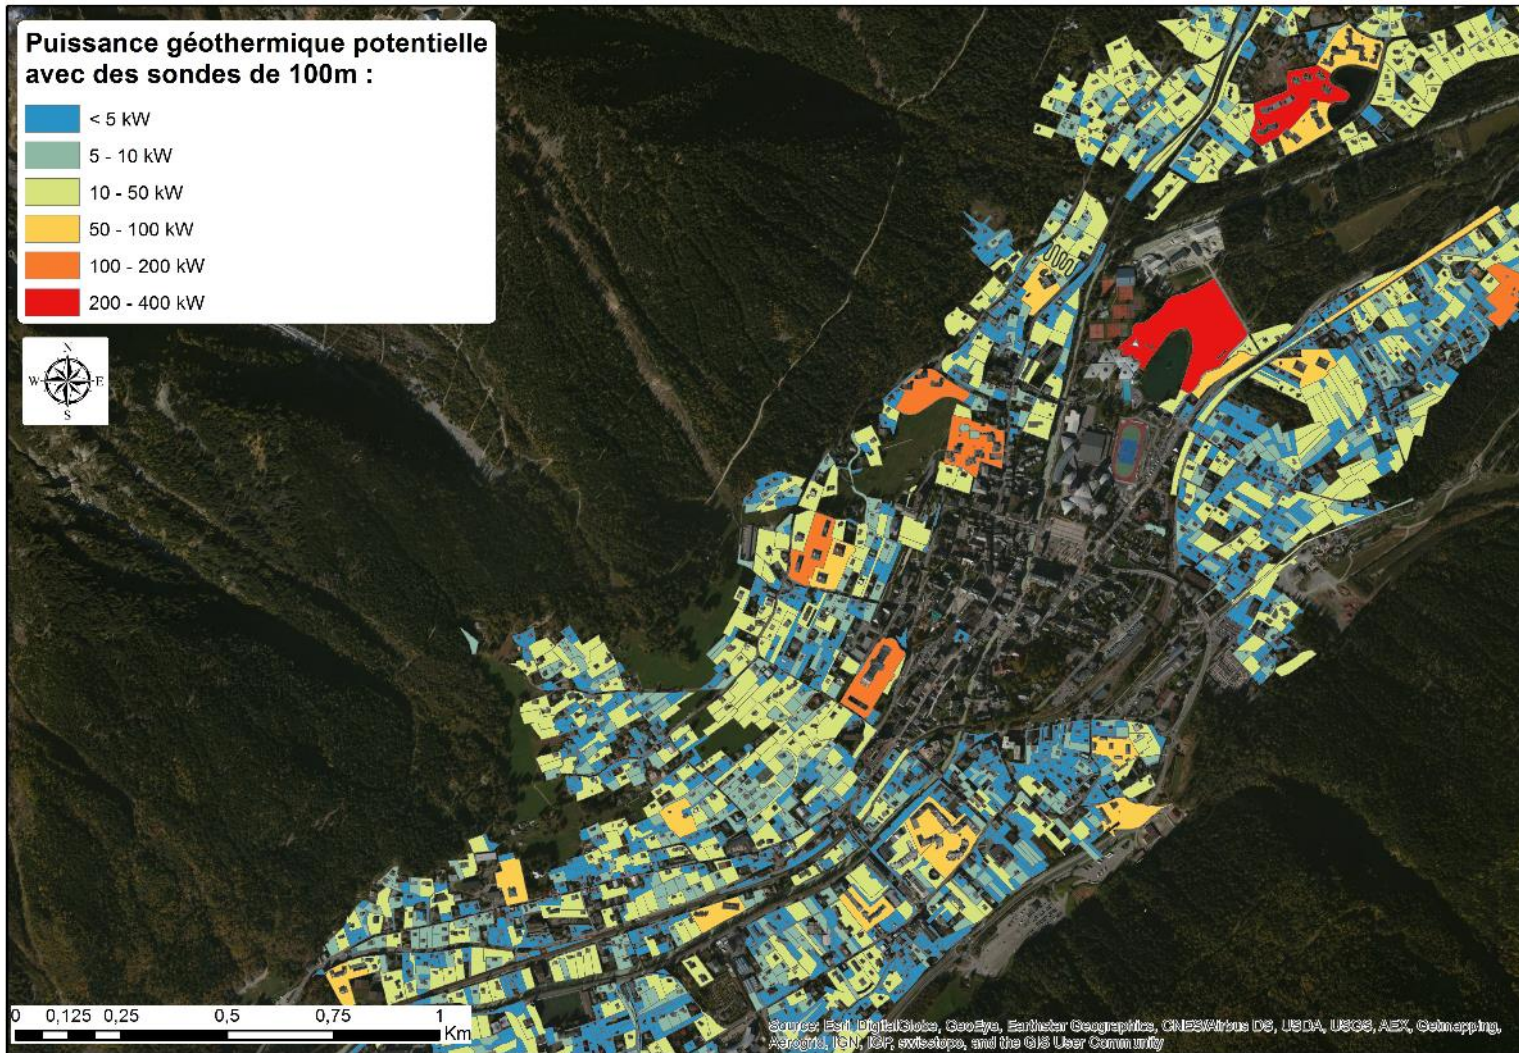 Puissance géothermique potentielle
avec des sondes de 100m :
< 5 kW
5 - 10 kW
10 - 50 kW
50 - 100 kW
100 - 200 kW
200 - 400 kW
N
W E
S
0 0,125 0,25 0,5 0,75 1
Km
Source: Esri, DigitalGlobe, GeoEye, Earthstar Geographics, CNES/Airbus DS, USDA, USGS, AEX, Getmapping,
Aerogrid, IGN, IGP, swisstopo, and the GIS User Community